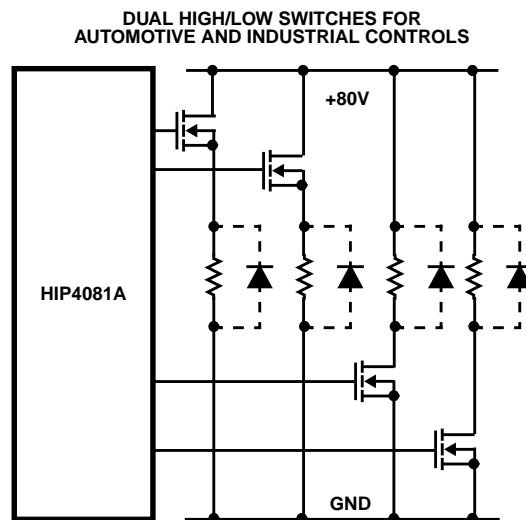 DUAL HIGH/LOW SWITCHES FOR
AUTOMOTIVE AND INDUSTRIAL CONTROLS
+80V
HIP4081A
GND